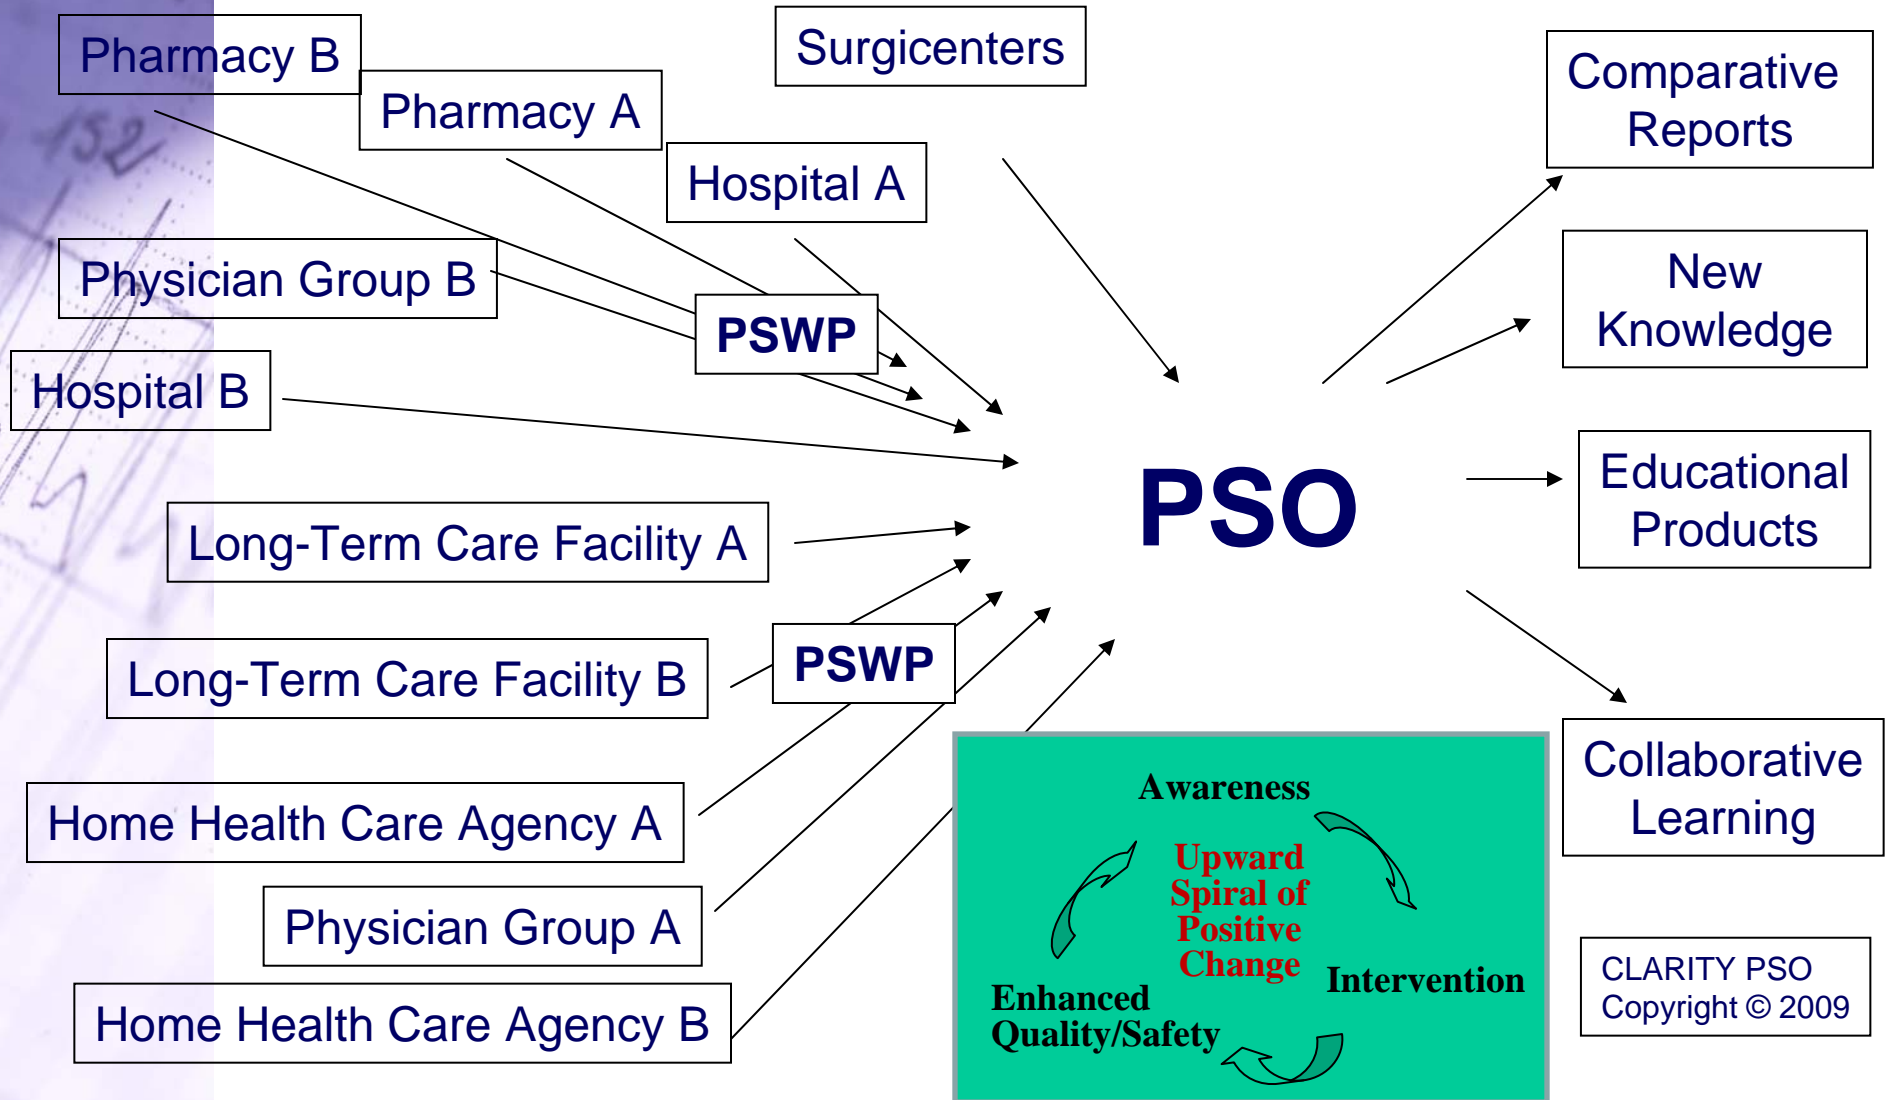 Pharmacy B
Pharmacy A
Surgicenters
Hospital A
Physician Group B
PSWP
Hospital B
Long-Term Care Facility A
Long-Term Care Facility B
PSWP
Home Health Care Agency A
Physician Group A
Home Health Care Agency B
PSO
Comparative
Reports
New
Knowledge
Educational
Products
Collaborative
Learning
Awareness
Upward
Spiral of
Positive
Change
Intervention
Enhanced
Quality/Safety
CLARITY PSO
Copyright © 2009
152